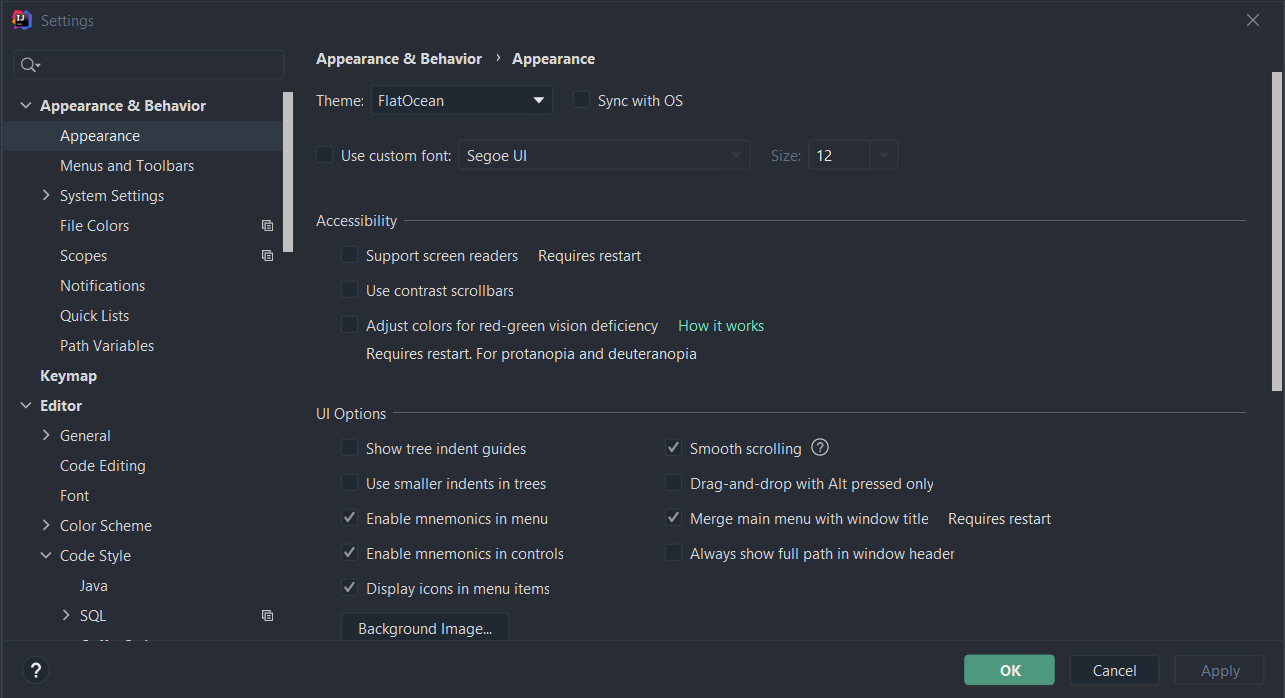 Settings
Appearance & Behavior
Appearance
Menus and Toolbars
System Settings
File Colors
Scopes
Notifications
Quick Lists
Path Variables
Keymap
Editor
General
Code Editing
Font
Color Scheme
Code Style
Java
SQL
Appearance & Behavior › Appearance
Theme: FlatOcean Sync with OS
Use custom font: Segoe UI Size: 12
Accessibility
Support screen readers Requires restart
Use contrast scrollbars
Adjust colors for red-green vision deficiency How it works
Requires restart. For protanopia and deuteranopia
UI Options
Show tree indent guides Smooth scrolling ?
Use smaller indents in trees Drag-and-drop with Alt pressed only
Enable mnemonics in menu Merge main menu with window title Requires restart
Enable mnemonics in controls Always show full path in window header
Display icons in menu items
Background Image...
? OK Cancel Apply